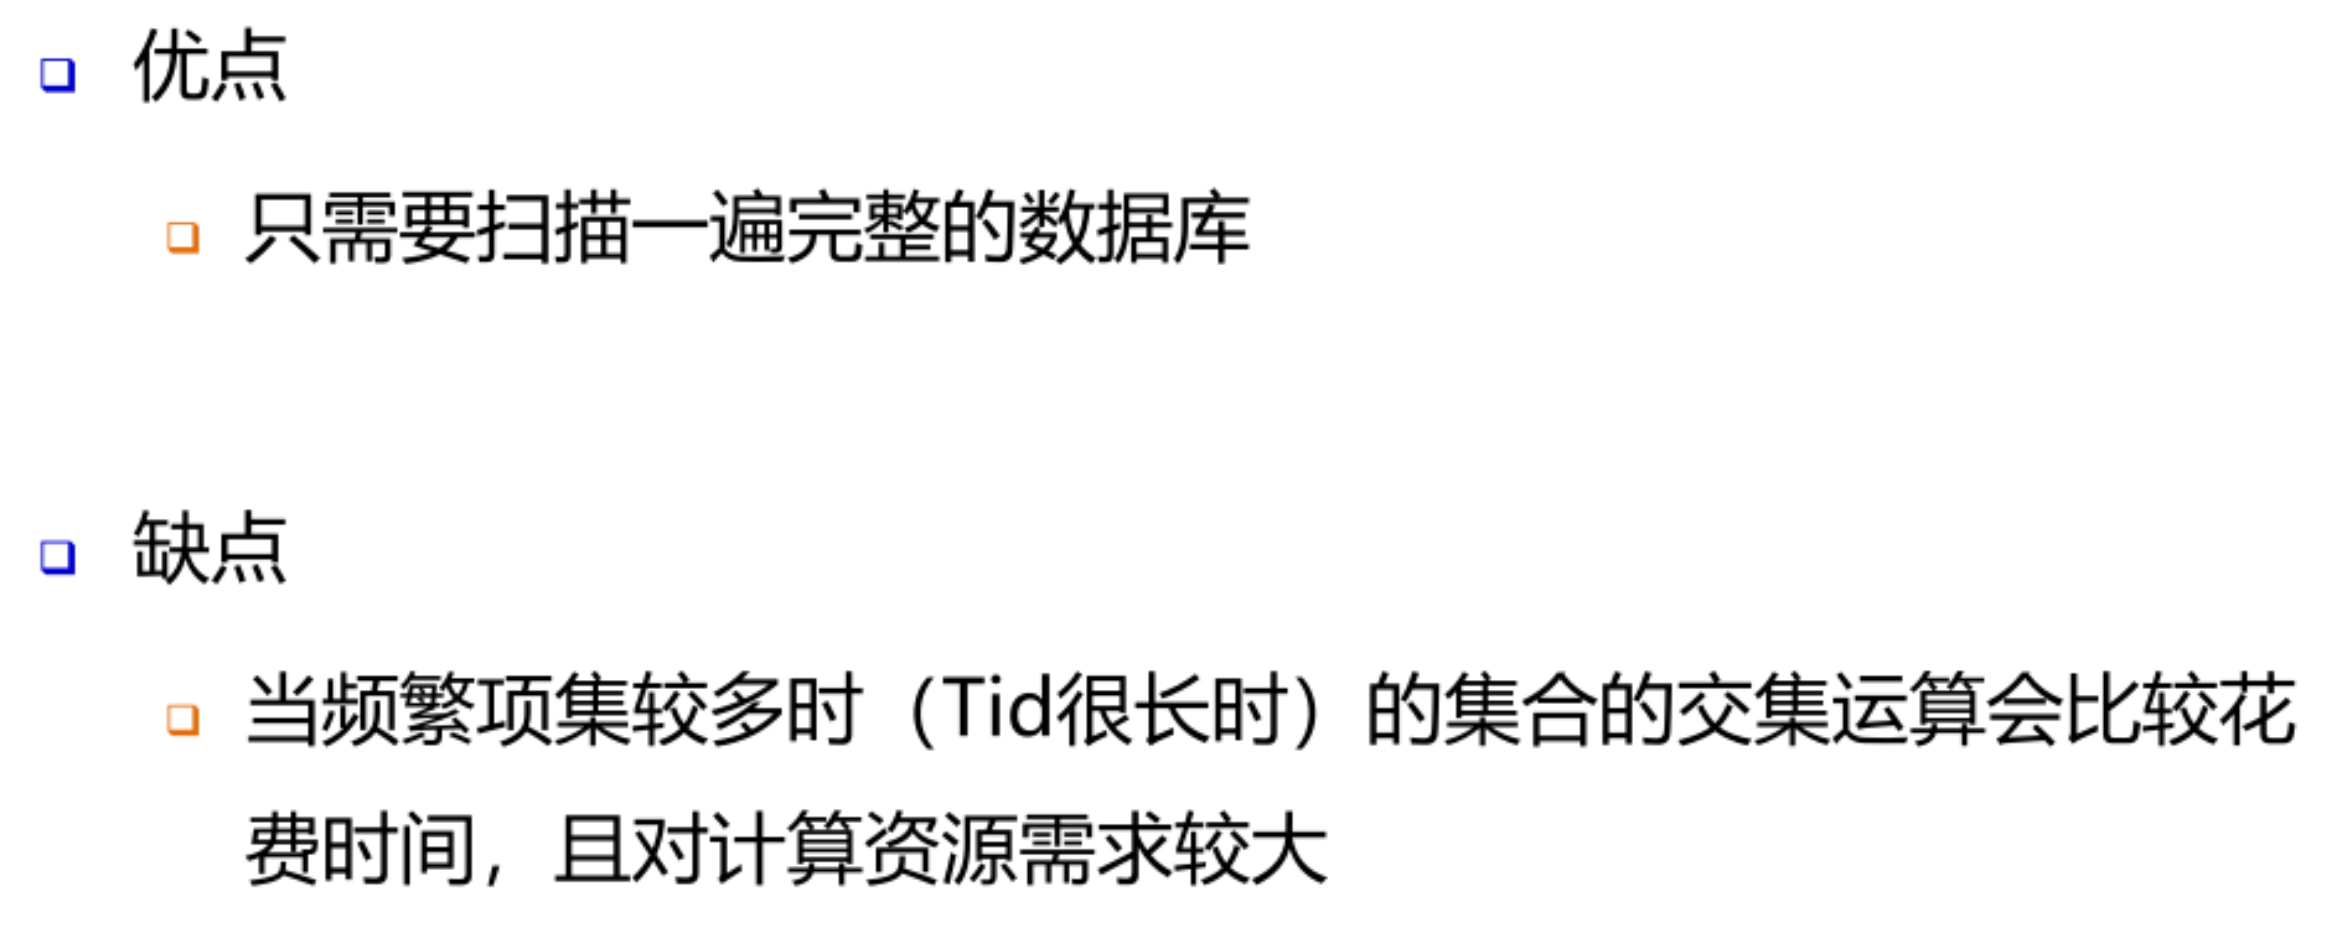 优点
只需要扫描一遍完整的数据库
缺点
当频繁项集较多时（Tid很长时）的集合的交集运算会比较花
费时间，且对计算资源需求较大